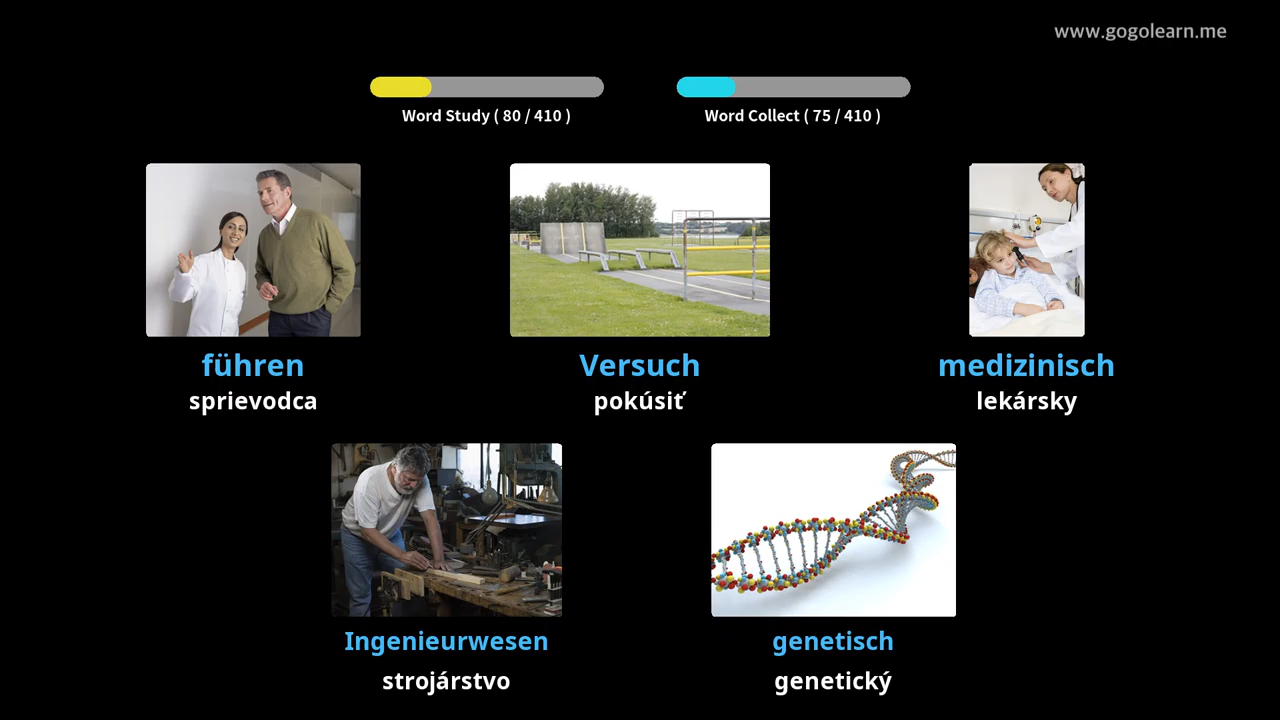 www.gogolearn.me
Word Study ( 80 / 410 )
Word Collect ( 75 / 410 )
führen
sprievodca
Versuch
pokúsiť
medizinisch
lekársky
Ingenieurwesen
strojárstvo
genetisch
genetický